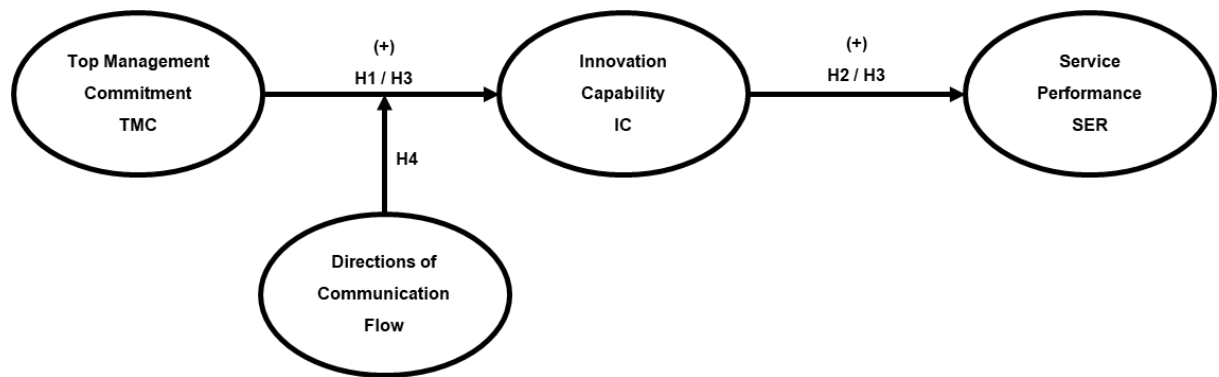 Top Management
Commitment
TMC
(+)
H1 / H3
Innovation
Capability
IC
(+)
H2 / H3
Service
Performance
SER
H4
Directions of
Communication
Flow